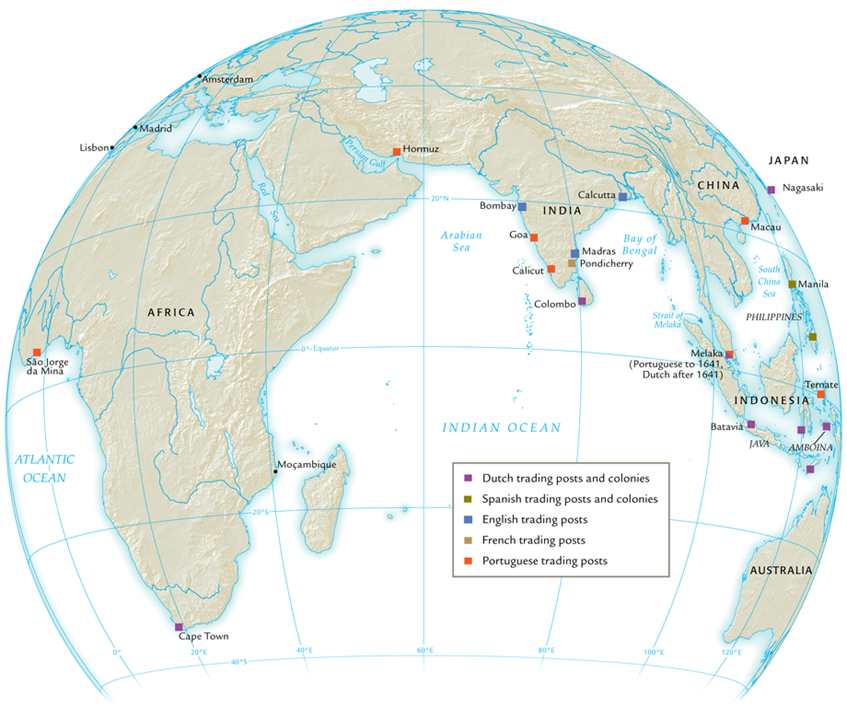 Amsterdam
Madrid
Lisbon
Hormuz
Persian Gulf
Red
Sea
JAPAN
CHINA
Nagasaki
20°N
Calcutta
Bombay
INDIA
Macau
Goa
Arabian
Sea
Bay of
Bengal
Madras
Pondicherry
Calicut
South
China
Sea
Manila
Colombo
AFRICA
Strait of
Melaka
PHILIPPINES
0° Equator
São Jorge
da Mina
Melaka
(Portuguese to 1641,
Dutch after 1641)
Ternate
INDONESIA
Batavia
INDIAN OCEAN
JAVA
AMBOINA
ATLANTIC
OCEAN
Moçambique
Dutch trading posts and colonies
Spanish trading posts and colonies
English trading posts
French trading posts
Portuguese trading posts
20°S
AUSTRALIA
Cape Town
0°
20°E
40°E
60°E
80°E
100°E
120°E
40°S